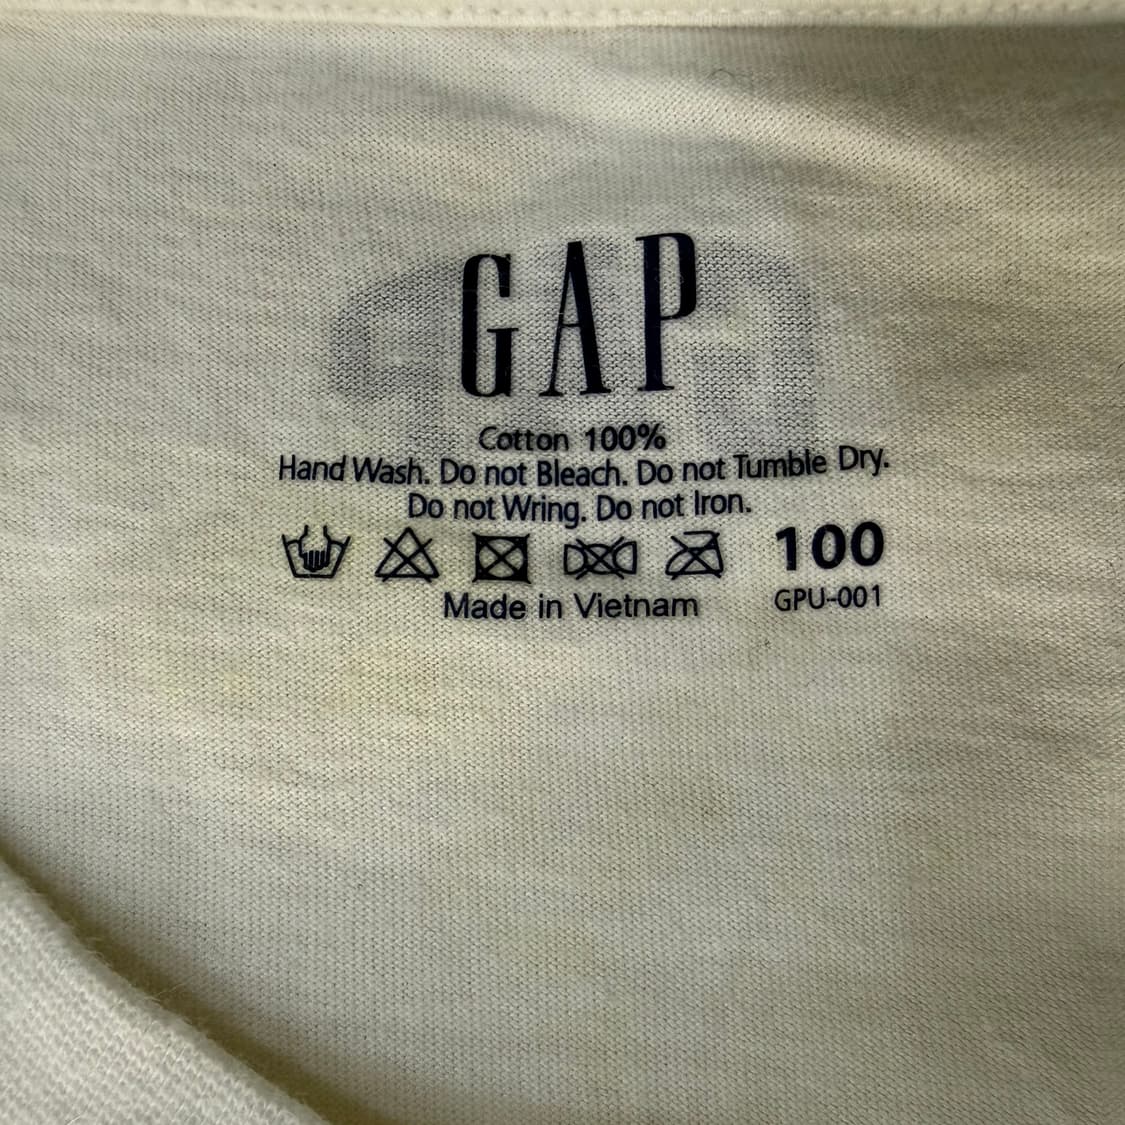 GAP
Cotton 100%
Hand Wash. Do not Bleach. Do not Tumble Dry.
Do not Wring. Do not Iron.
100
Made in Vietnam
GPU-001